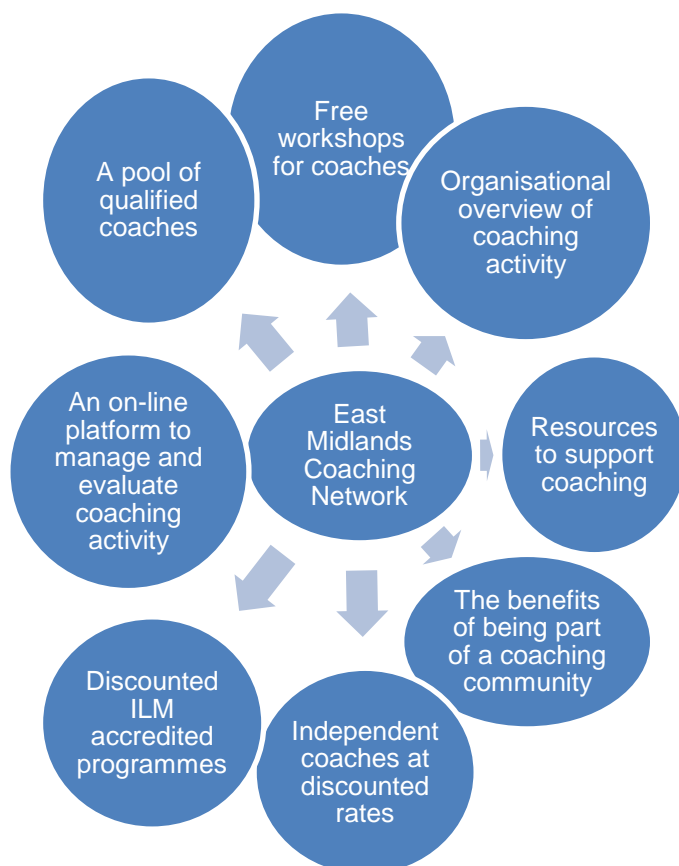 Free
workshops
for coaches
Organisational
overview of
coaching
activity
Resources
to support
coaching
The benefits
of being part
of a coaching
community
Independent
coaches at
discounted
rates
Discounted
ILM
accredited
programmes
An on-line
platform to
manage and
evaluate
coaching
activity
A pool of
qualified
coaches
East
Midlands
Coaching
Network